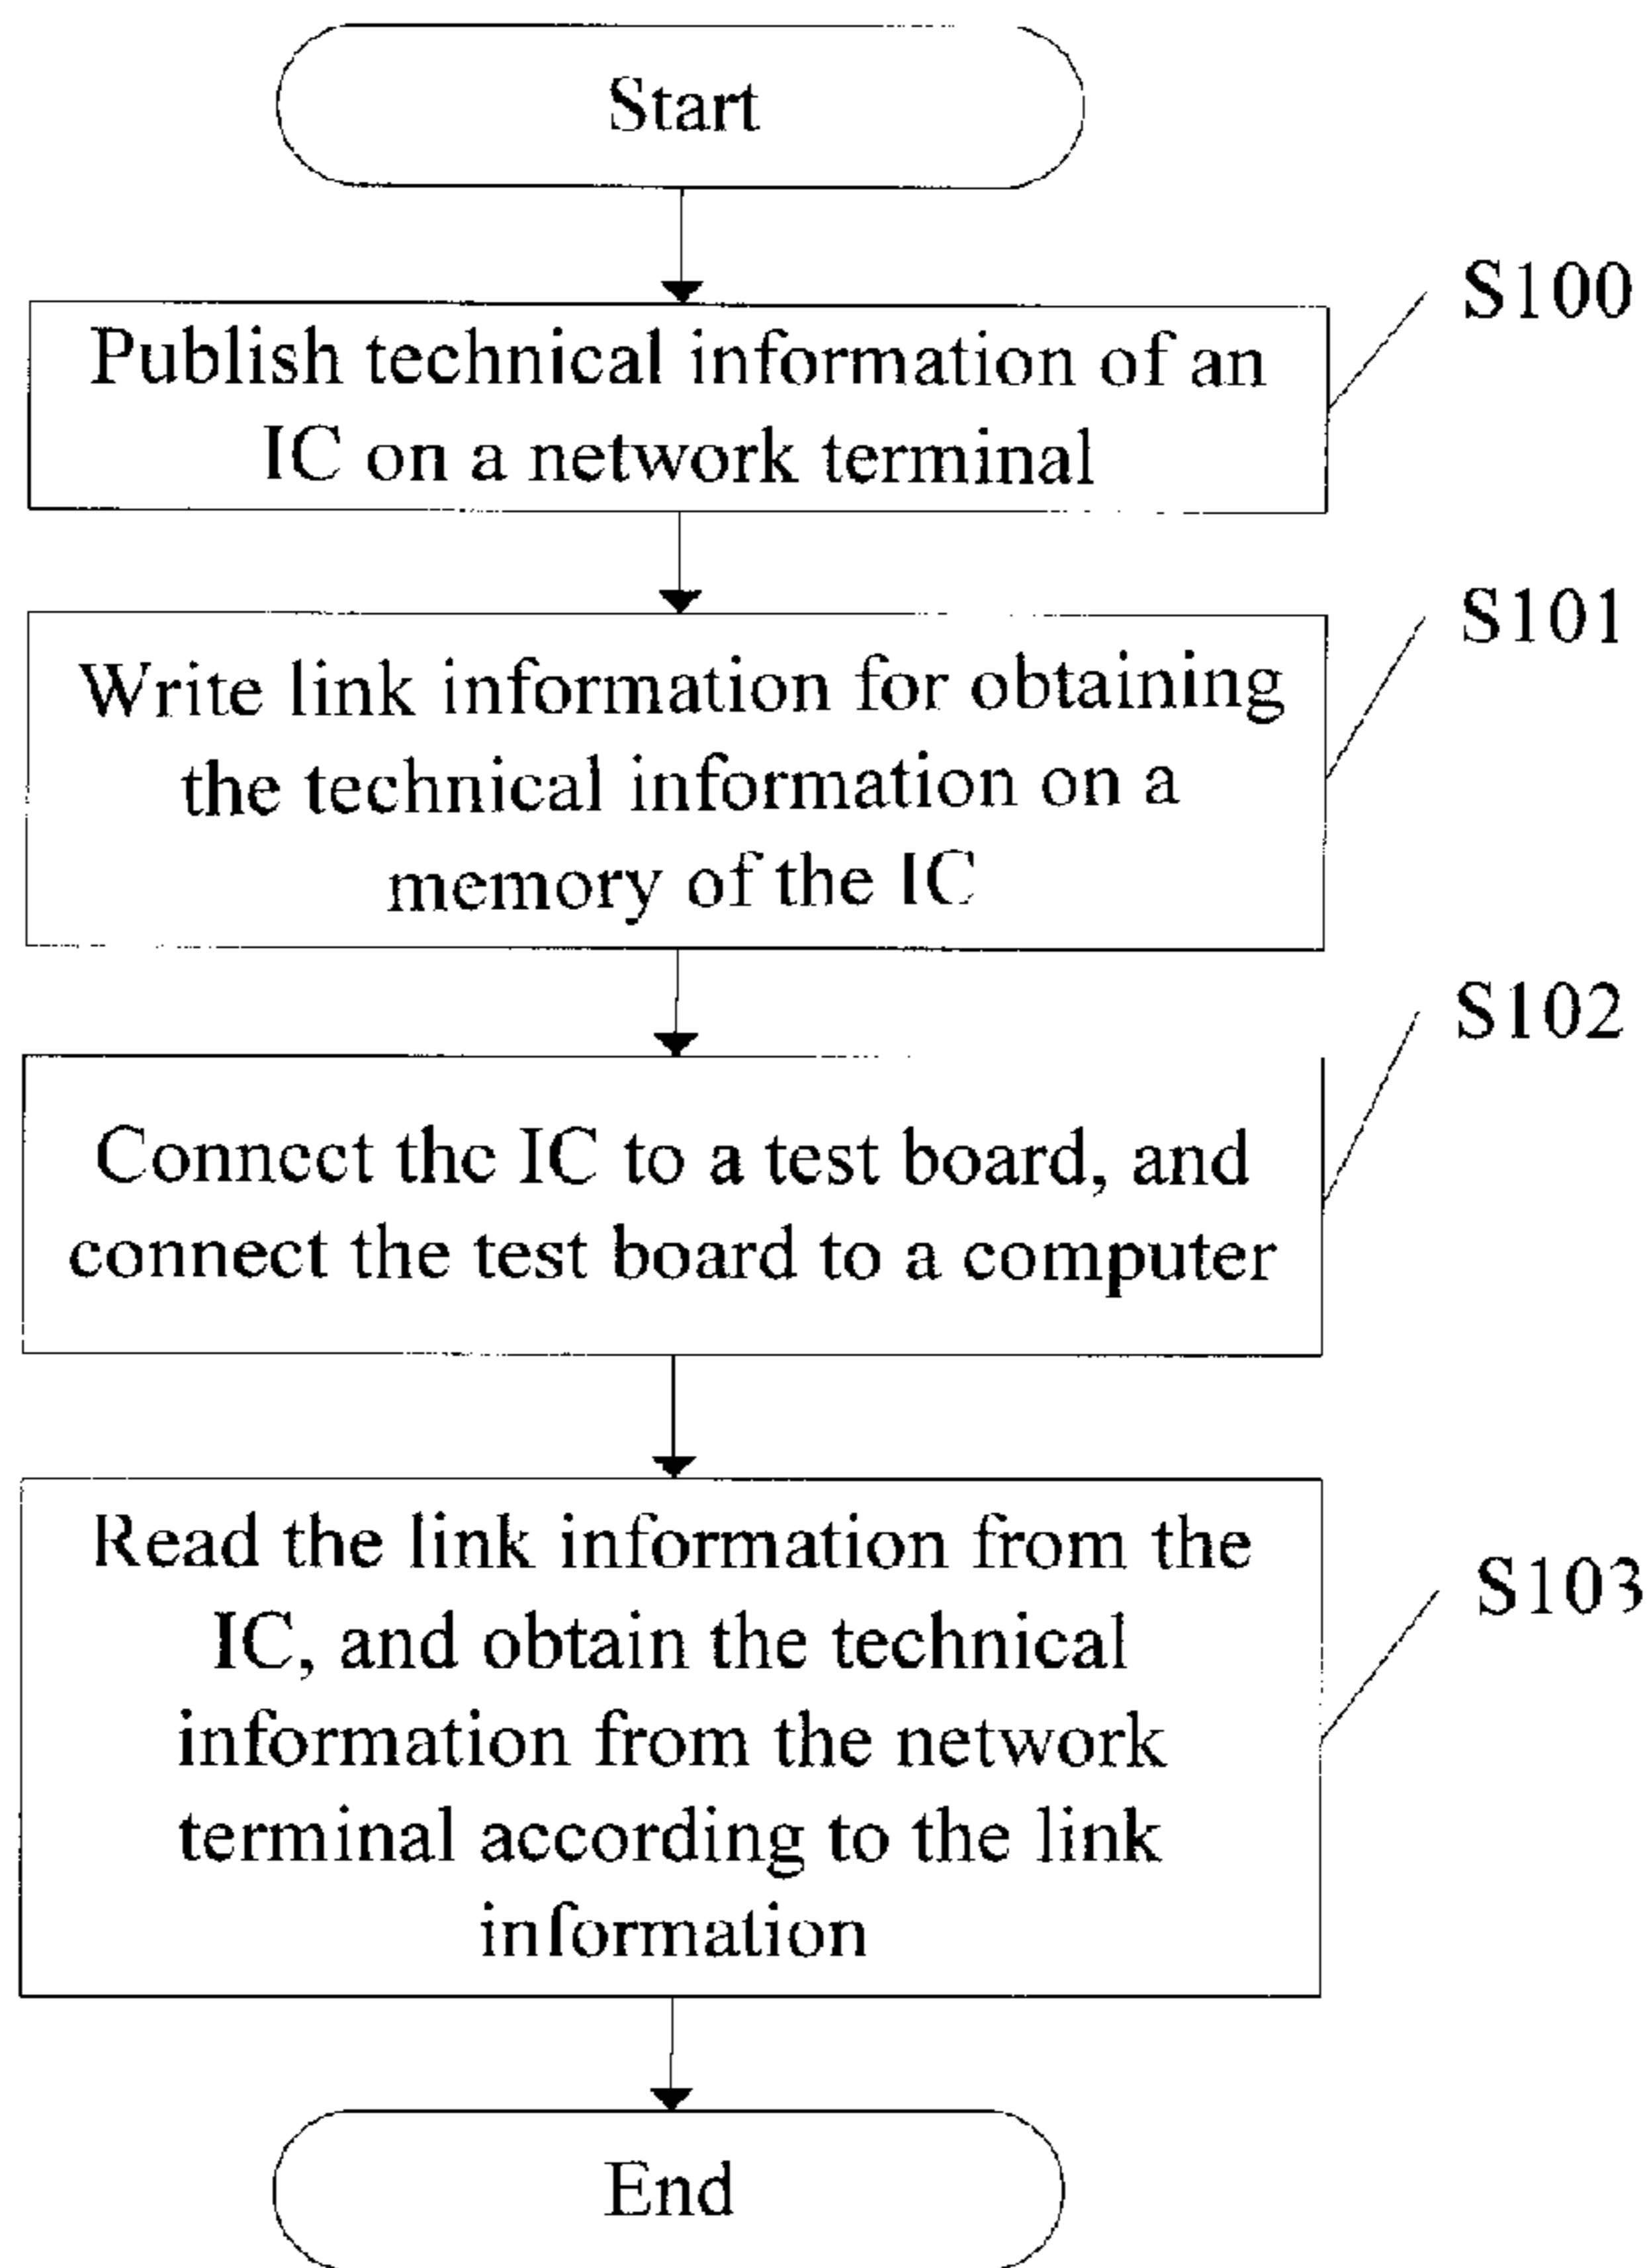 Start
S100
Publish technical information of an
IC on a network terminal
S101
Write link information for obtaining
the technical information on a
memory of the IC
S102
Connect the IC to a test board, and
connect the test board to a computer
S103
Read the link information from the
IC, and obtain the technical
information from the network
terminal according to the link
information
End